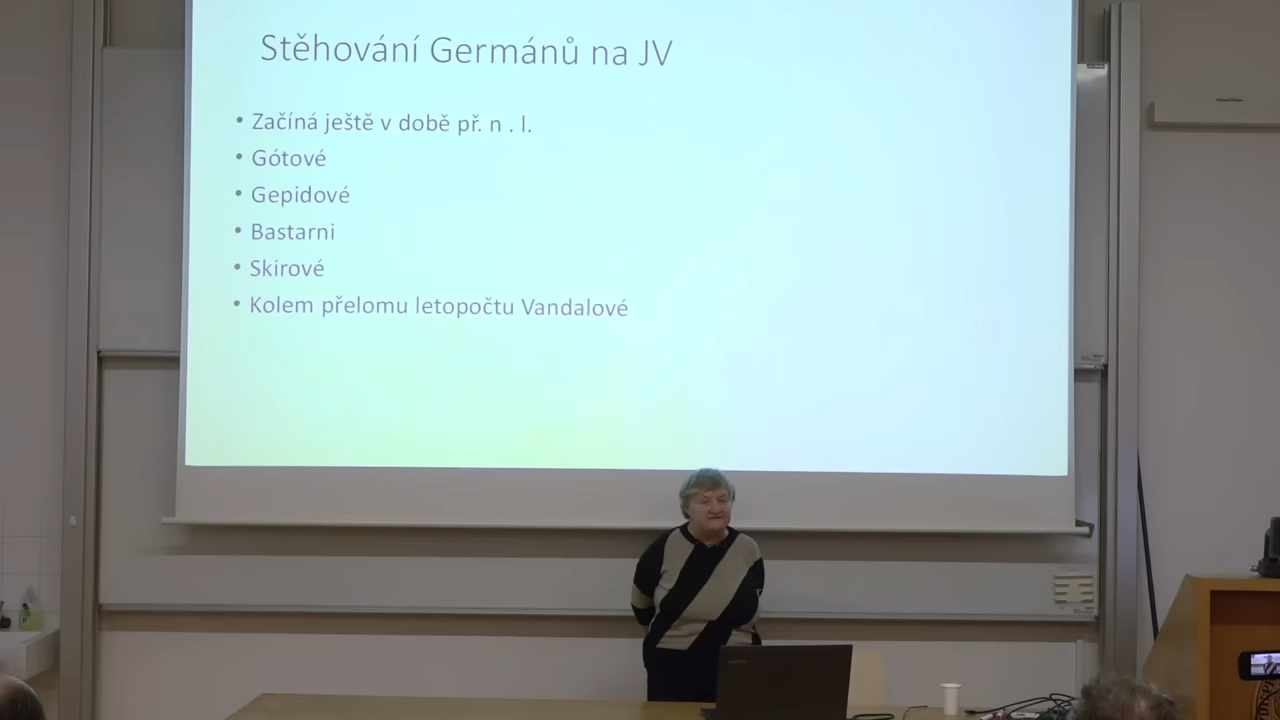 Stěhování Germánů na JV
• Začíná ještě v době př. n . l.
• Gótové
• Gepidové
• Bastarni
• Skirové
• Kolem přelomu letopočtu Vandalové